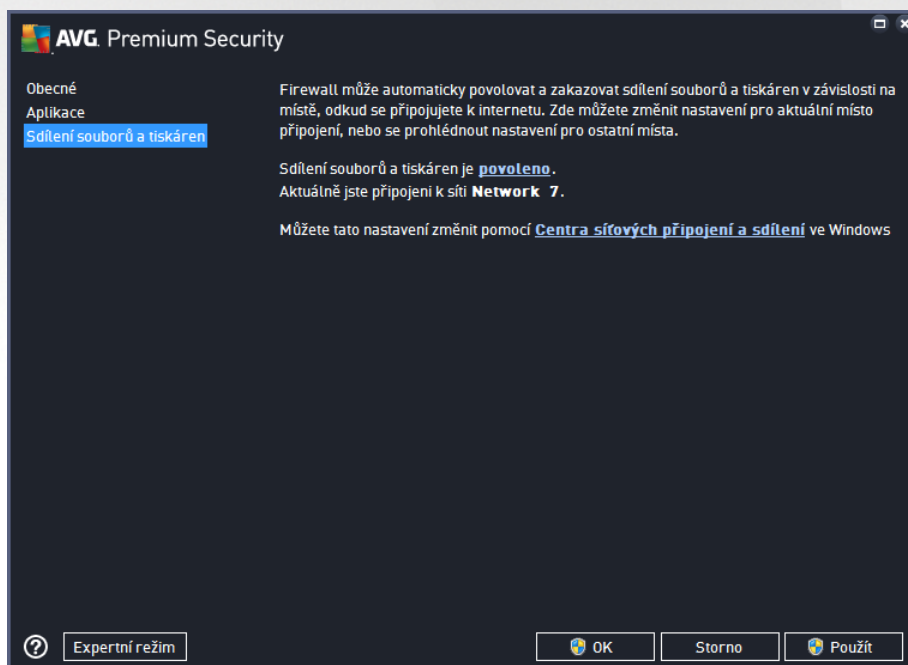 AVG. Premium Security
Obecné
Aplikace
Sdílení souborů a tiskáren
Firewall může automaticky povolovat a zakazovat sdílení souborů a tiskáren v závislosti na
místě, odkud se připojujete k internetu. Zde můžete změnit nastavení pro aktuální místo
připojení, nebo se prohlédnout nastavení pro ostatní místa.
Sdílení souborů a tiskáren je povoleno.
Aktuálně jste připojeni k síti Network 7.
Můžete tato nastavení změnit pomocí Centra síťových připojení a sdílení ve Windows
? Expertní režim
OK
Storno
Použít